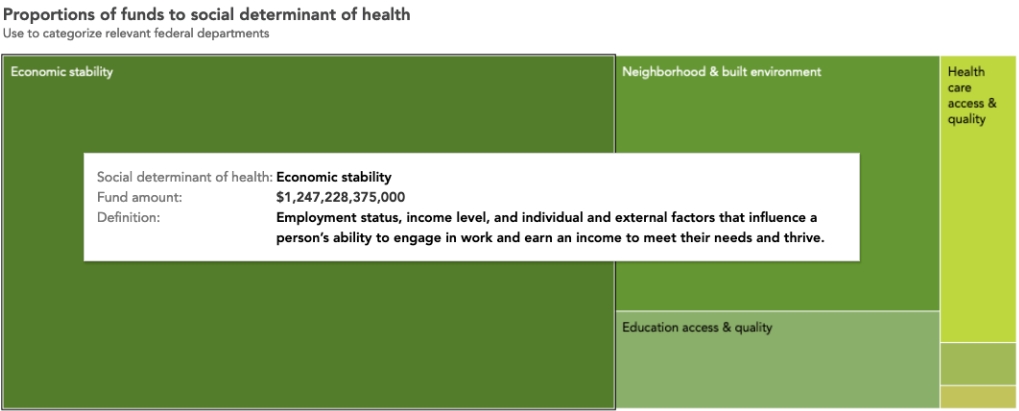 Proportions of funds to social determinant of health
Use to categorize relevant federal departments
Economic stability
Neighborhood & built environment
Health
care
access &
quality
Social determinant of health: Economic stability
Fund amount: $1,247,228,375,000
Definition: Employment status, income level, and individual and external factors that influence a
person's ability to engage in work and earn an income to meet their needs and thrive.
Education access & quality